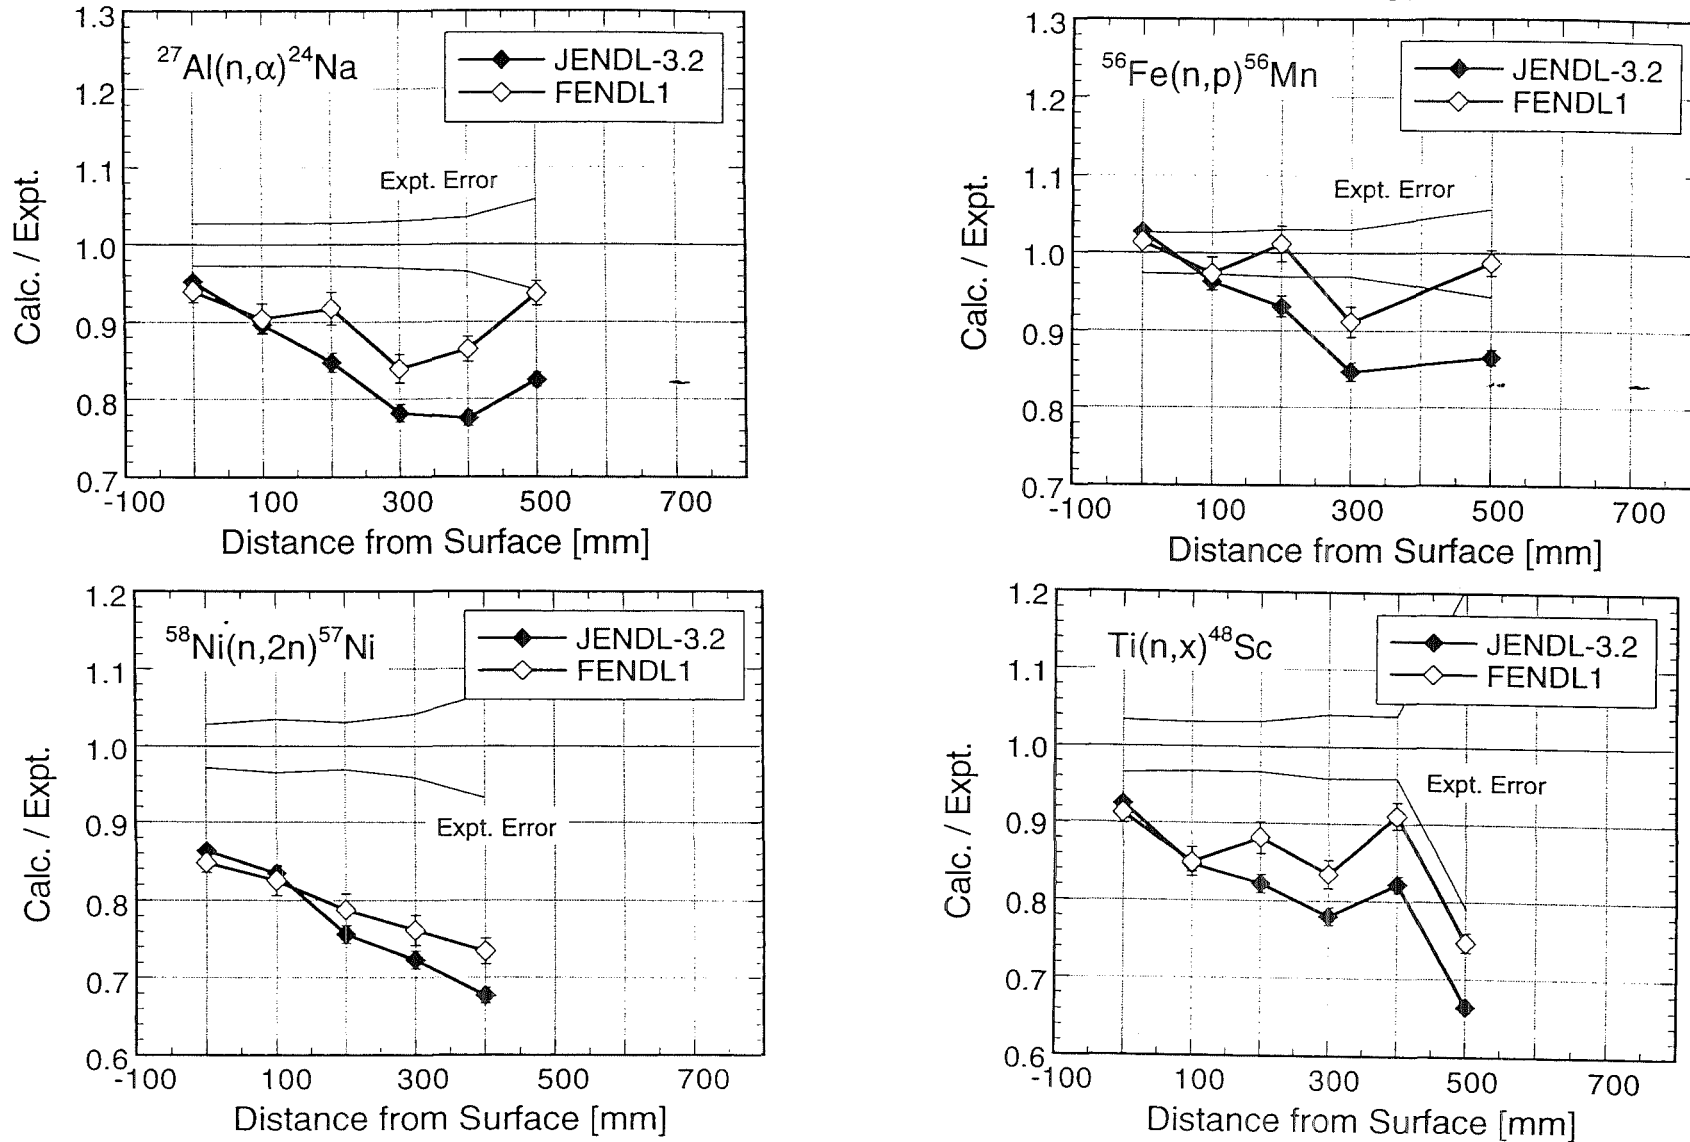 1.3
1.2
1.1
1.0
0.9
0.8
0.7
Calc. / Expt.
²⁷Al(n,α)²⁴Na
JENDL-3.2
FENDL1
Expt. Error
-100 100 300 500 700
Distance from Surface [mm]
1.3
1.2
1.1
1.0
0.9
0.8
0.7
Calc. / Expt.
⁵⁶Fe(n,p)⁵⁶Mn
JENDL-3.2
FENDL1
Expt. Error
-100 100 300 500 700
Distance from Surface [mm]
1.2
1.1
1.0
0.9
0.8
0.7
0.6
Calc. / Expt.
⁵⁸Ni(n,2n)⁵⁷Ni
JENDL-3.2
FENDL1
Expt. Error
-100 100 300 500 700
Distance from Surface [mm]
1.2
1.1
1.0
0.9
0.8
0.7
0.6
Calc. / Expt.
Ti(n,x)⁴⁸Sc
JENDL-3.2
FENDL1
Expt. Error
-100 100 300 500 700
Distance from Surface [mm]